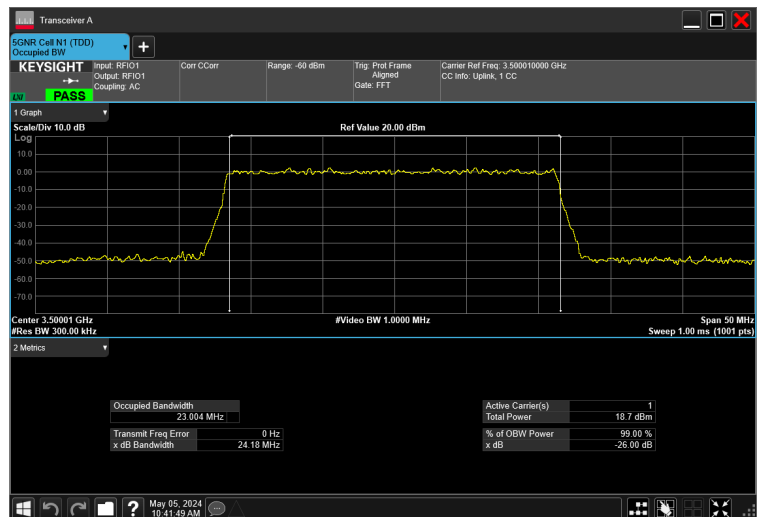 Transceiver A
5GNR Cell N1 (TDD)
Occupied BW
KEYSIGHT
LXI
PASS
Input: RFIO1
Output: RFIO1
Coupling: AC
Corr CCorr
Range: -60 dBm
Trig: Prot Frame
Aligned
Gate: FFT
Carrier Ref Freq: 3.500010000 GHz
CC Info: Uplink, 1 CC
1 Graph
Scale/Div 10.0 dB
Ref Value 20.00 dBm
Log
10.0
0.00
-10.0
-20.0
-30.0
-40.0
-50.0
-60.0
-70.0
Center 3.50001 GHz
#Video BW 1.0000 MHz
Span 50 MHz
#Res BW 300.00 kHz
Sweep 1.00 ms (1001 pts)
2 Metrics
Occupied Bandwidth
23.004 MHz
Transmit Freq Error 0 Hz
x dB Bandwidth 24.18 MHz
Active Carrier(s) 1
Total Power 18.7 dBm
% of OBW Power 99.00 %
x dB -26.00 dB
?
May 05, 2024
10:41:49 AM